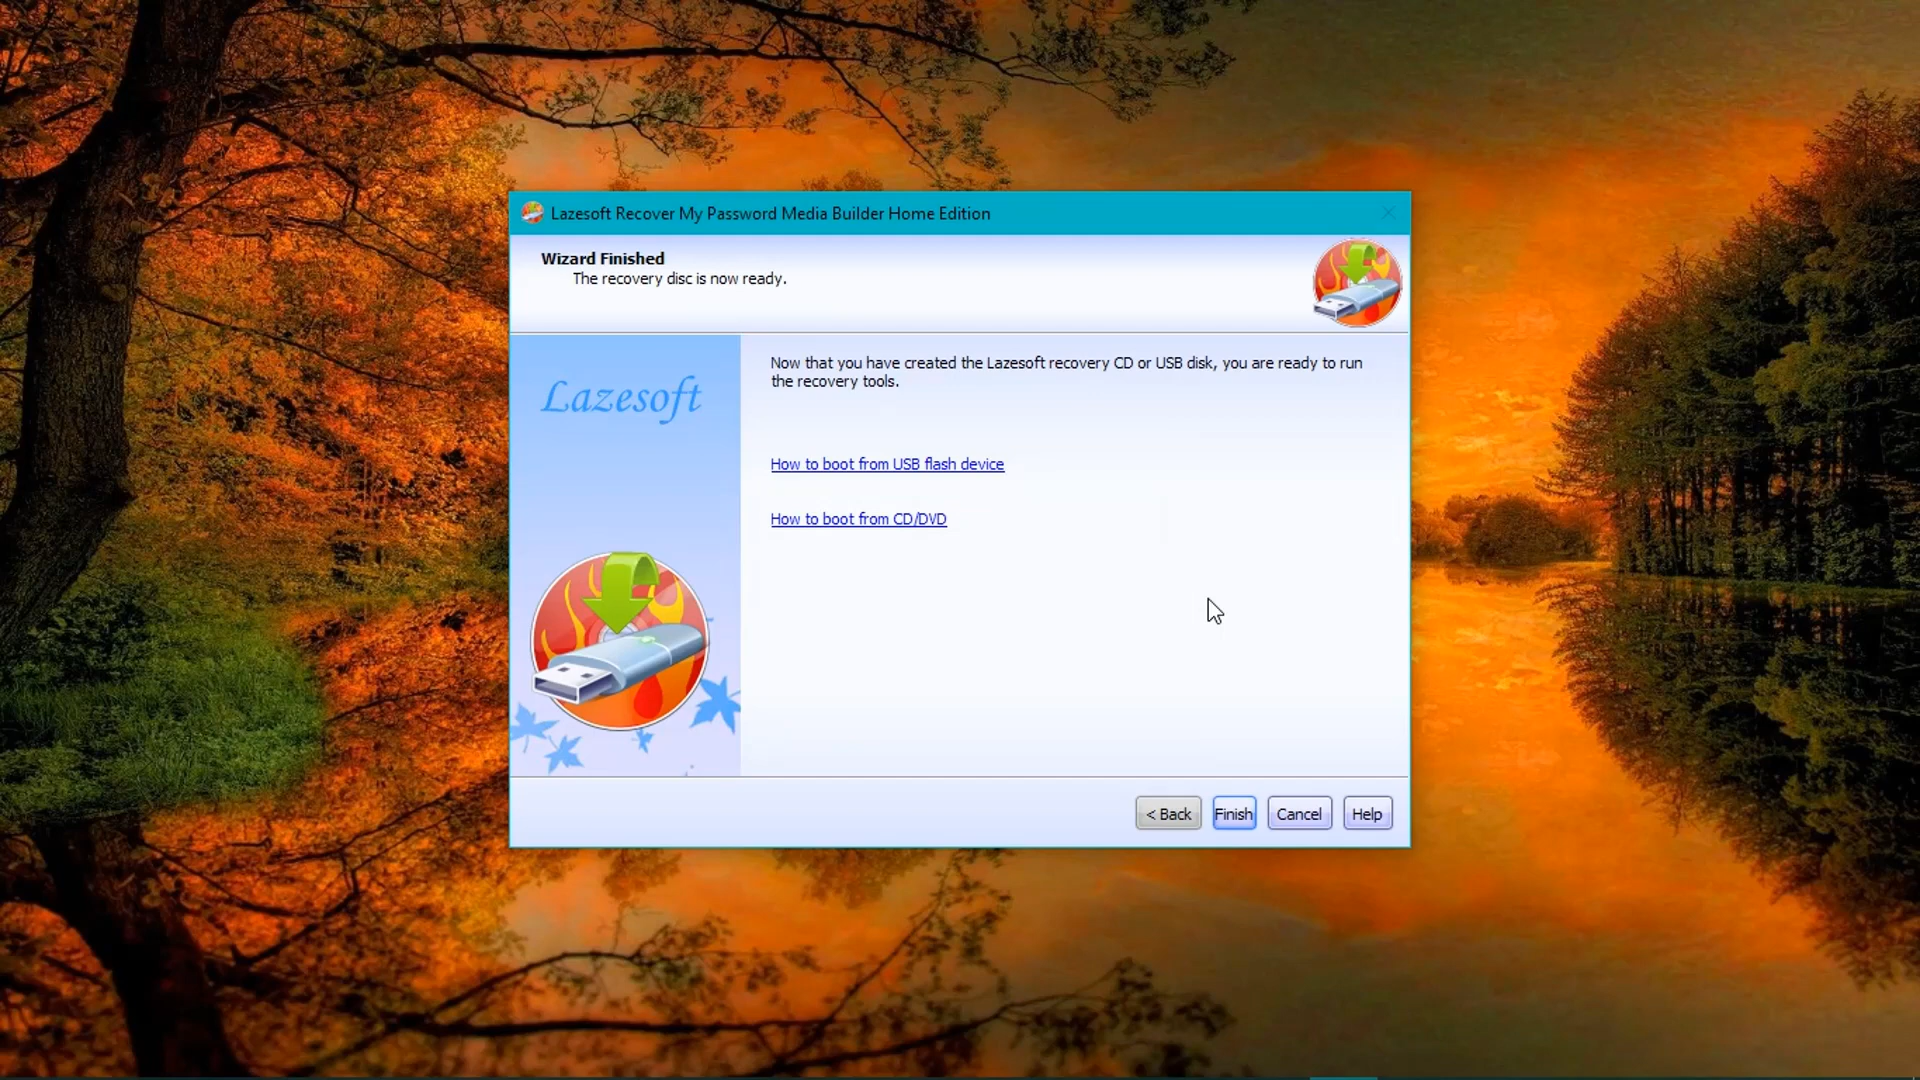 Lazesoft Recover My Password Media Builder Home Edition
Wizard Finished
The recovery disc is now ready.
Lazesoft
Now that you have created the Lazesoft recovery CD or USB disk, you are ready to run
the recovery tools.
How to boot from USB flash device
How to boot from CD/DVD
< Back
Finish
Cancel
Help